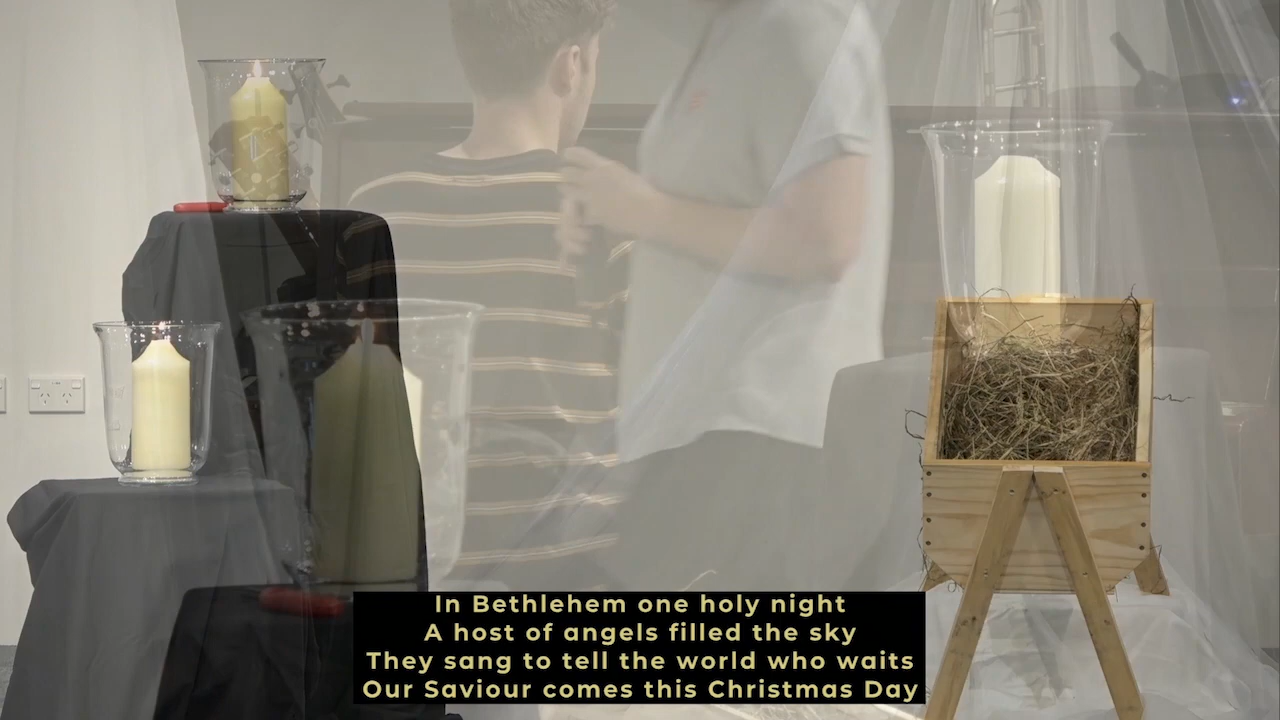 In Bethlehem one holy night
A host of angels filled the sky
They sang to tell the world who waits
Our Saviour comes this Christmas Day